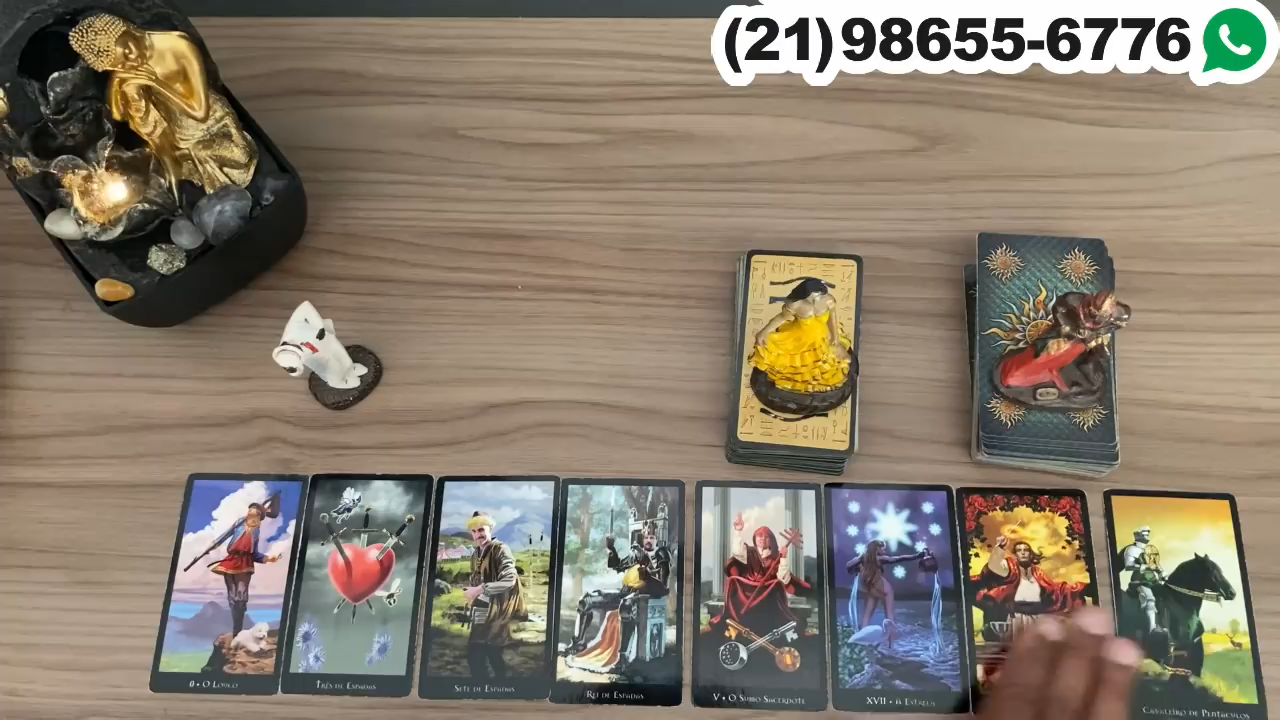 (21)98655-6776
0 • O Louco
Três de Espadas
Sete de Espadas
Rei de Espadas
V • O Sumo Sacerdote
XVII • A Estrela
Cavaleiro de Pentáculos